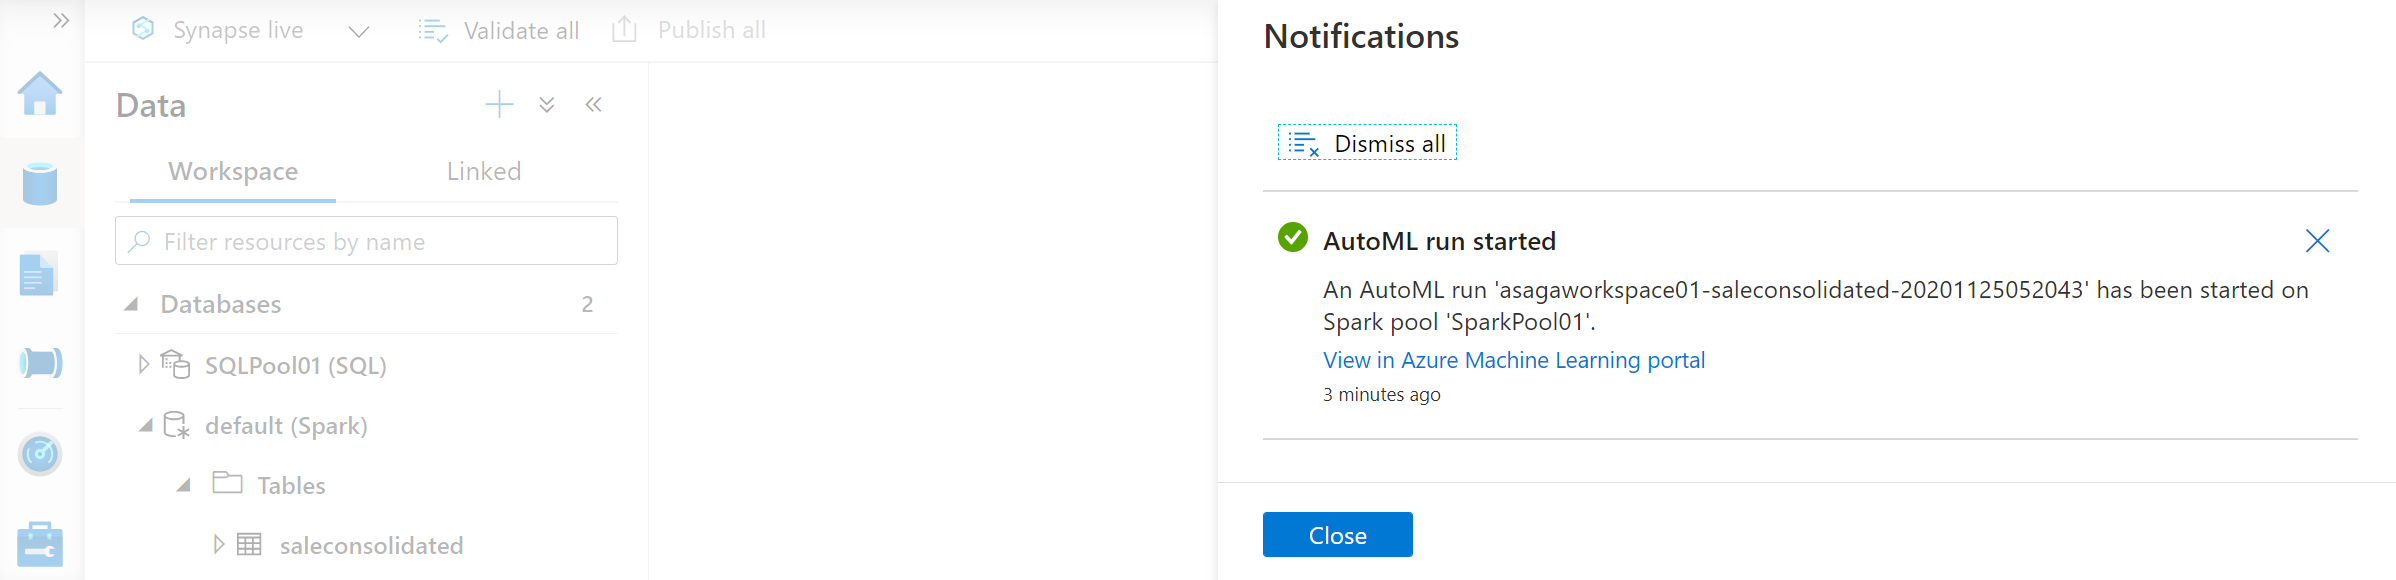 Synapse live
Validate all
Publish all
Data
Workspace
Linked
Filter resources by name
Databases
2
SQLPool01 (SQL)
default (Spark)
Tables
saleconsolidated
Notifications
Dismiss all
AutoML run started
An AutoML run 'asagaworkspace01-saleconsolidated-20201125052043' has been started on
Spark pool 'SparkPool01'.
View in Azure Machine Learning portal
3 minutes ago
Close